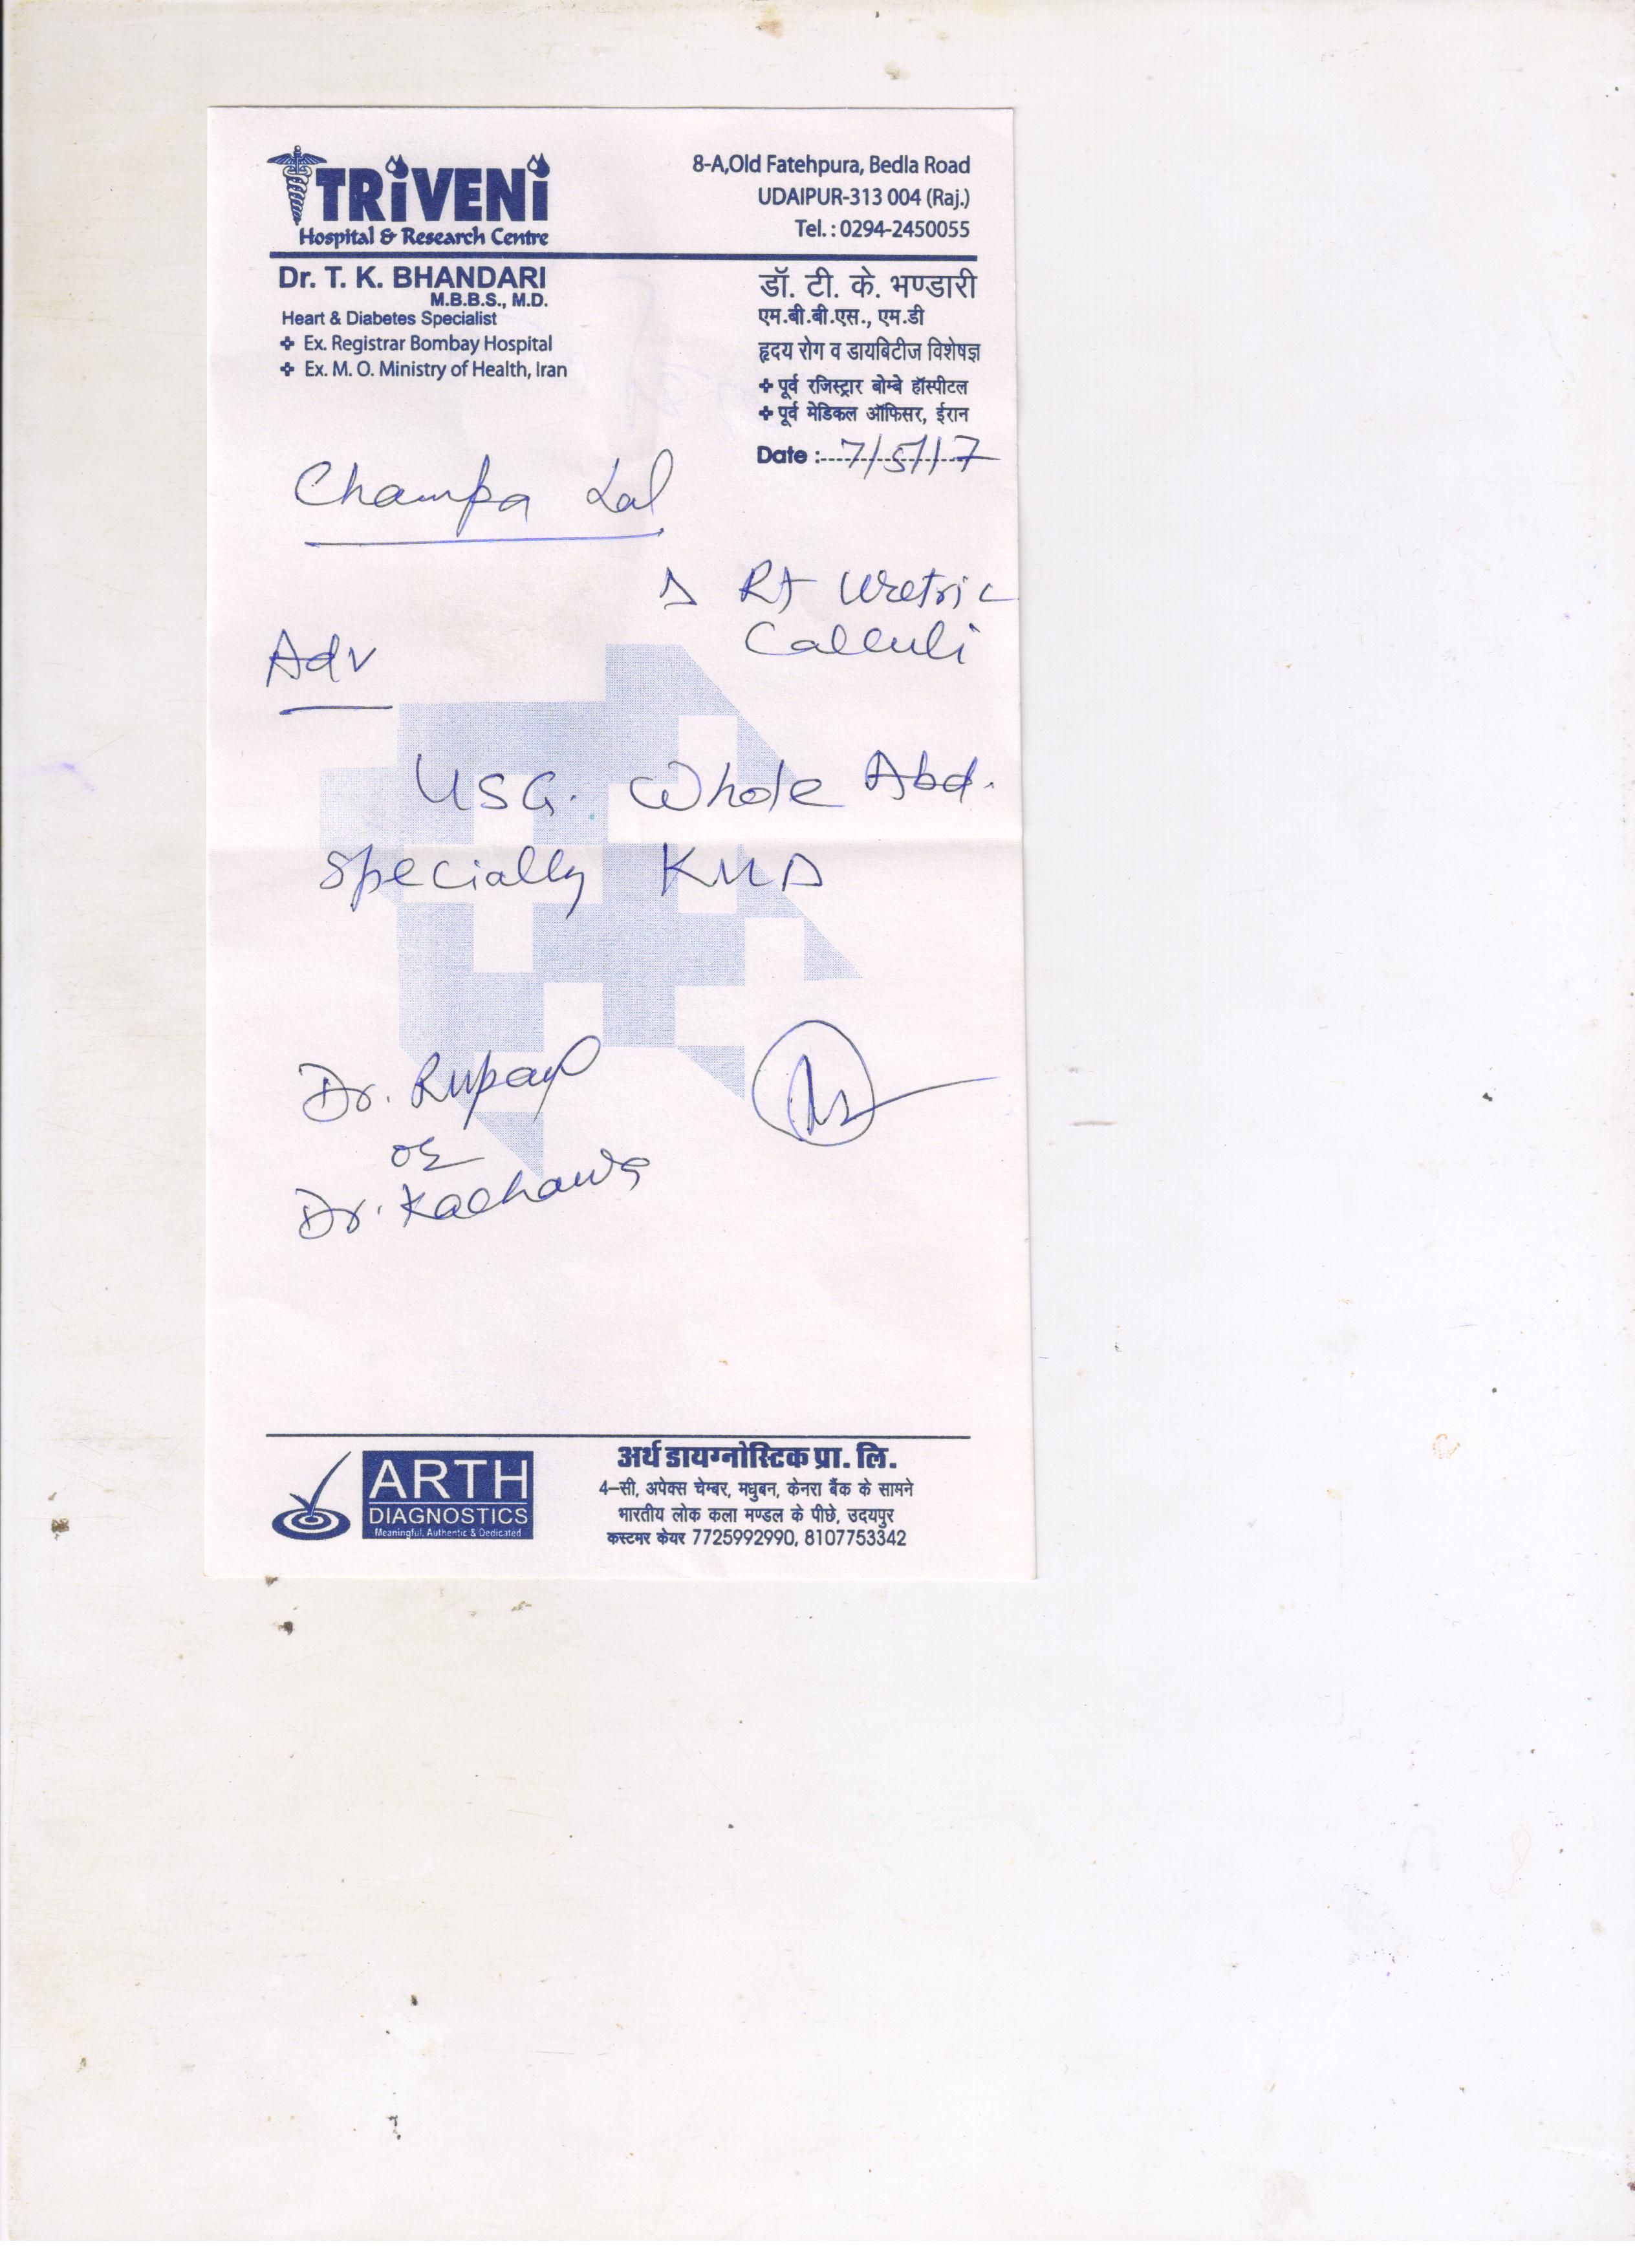 TRiVENi
Hospital & Research Centre
8-A,Old Fatehpura, Bedla Road
UDAIPUR-313 004 (Raj.)
Tel. : 0294-2450055
Dr. T. K. BHANDARI
M.B.B.S., M.D.
Heart & Diabetes Specialist
Ex. Registrar Bombay Hospital
Ex. M. O. Ministry of Health, Iran
डॉ. टी. के. भण्डारी
एम.बी.बी.एस., एम.डी
हृदय रोग व डायबिटीज विशेषज्ञ
पूर्व रजिस्ट्रार बोम्बे हॉस्पीटल
पूर्व मेडिकल ऑफिसर, ईरान
Date : 7/5/17
Champa Lal
Δ Rt Uretric
Calculi
Adv
USG. Whole Abd.
Specially KUB
Dr.
or
Dr. Kachawa
ARTH
DIAGNOSTICS
Meaningful, Authentic & Dedicated
अर्थ डायग्नोस्टिक प्रा. लि.
4-सी, अपेक्स चेम्बर, मधुबन, केनरा बैंक के सामने
भारतीय लोक कला मण्डल के पीछे, उदयपुर
कस्टमर केयर 7725992990, 8107753342